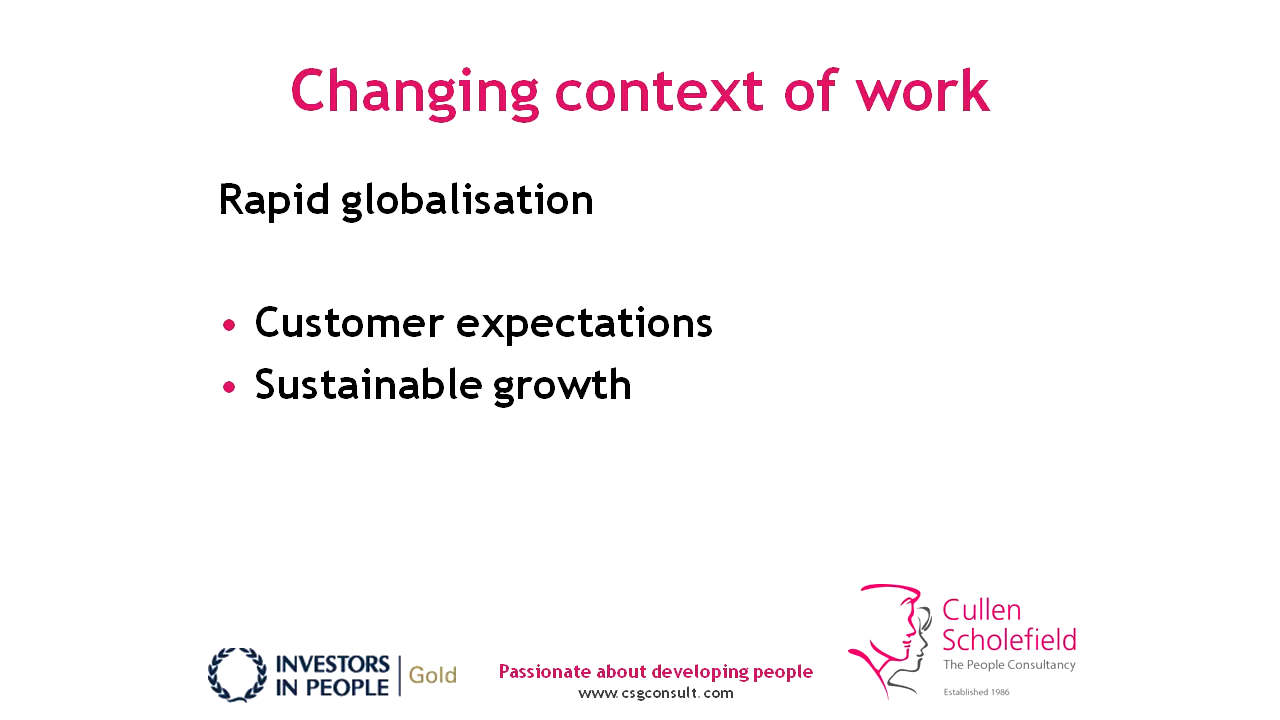 Changing context of work
Rapid globalisation
• Customer expectations
• Sustainable growth
INVESTORS
IN PEOPLE
Gold
Passionate about developing people
www.csgconsult.com
Cullen
Scholefield
The People Consultancy
Established 1986